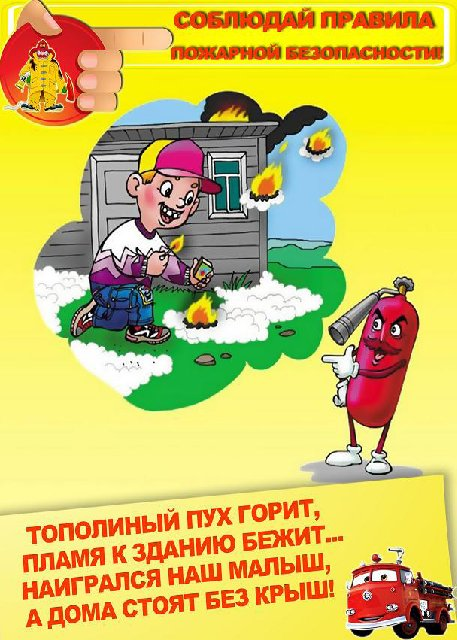 СОБЛЮДАЙ ПРАВИЛА
ПОЖАРНОЙ БЕЗОПАСНОСТИ!
ТОПОЛИНЫЙ ПУХ ГОРИТ,
ПЛАМЯ К ЗДАНИЮ БЕЖИТ...
НАИГРАЛСЯ НАШ МАЛЫШ,
А ДОМА СТОЯТ БЕЗ КРЫШ!